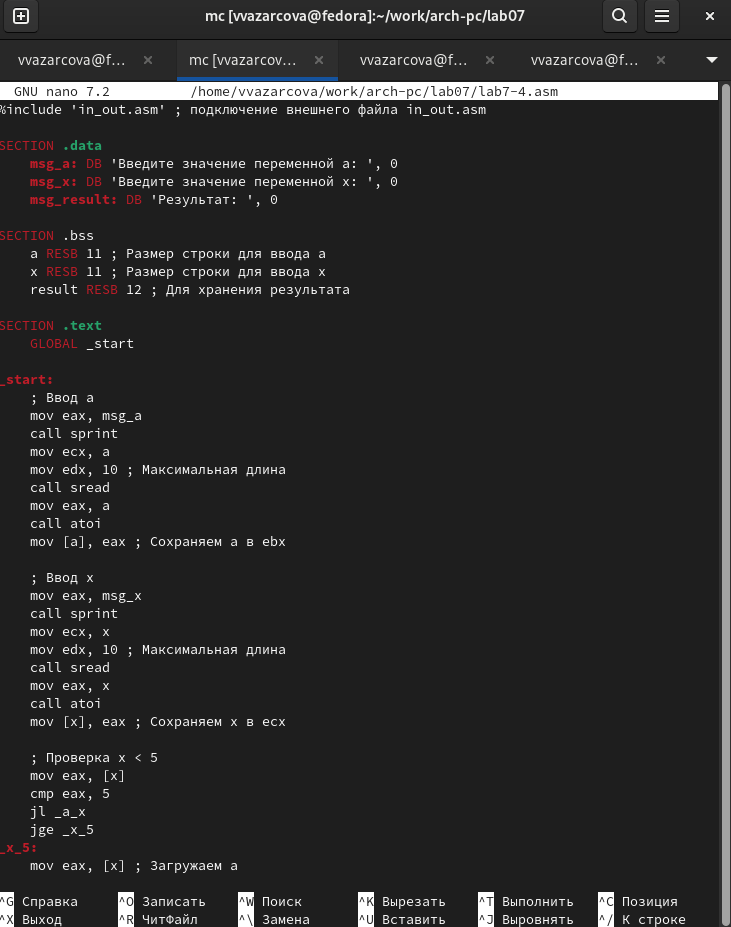 mc [vvazarcova@fedora]:~/work/arch-pc/lab07
vvazarcova@f... × mc [vvazarcov... × vvazarcova@f... × vvazarcova@f... ×
GNU nano 7.2 /home/vvazarcova/work/arch-pc/lab07/lab7-4.asm
%include 'in_out.asm' ; подключение внешнего файла in_out.asm
SECTION .data
msg_a: DB 'Введите значение переменной a: ', 0
msg_x: DB 'Введите значение переменной x: ', 0
msg_result: DB 'Результат: ', 0
SECTION .bss
a RESB 11 ; Размер строки для ввода a
x RESB 11 ; Размер строки для ввода x
result RESB 12 ; Для хранения результата
SECTION .text
GLOBAL _start
_start:
; Ввод a
mov eax, msg_a
call sprint
mov ecx, a
mov edx, 10 ; Максимальная длина
call sread
mov eax, a
call atoi
mov [a], eax ; Сохраняем a в ebx
; Ввод x
mov eax, msg_x
call sprint
mov ecx, x
mov edx, 10 ; Максимальная длина
call sread
mov eax, x
call atoi
mov [x], eax ; Сохраняем x в ecx
; Проверка x < 5
mov eax, [x]
cmp eax, 5
jl _a_x
jge _x_5
_x_5:
mov eax, [x] ; Загружаем a
^G Справка ^O Записать ^W Поиск ^K Вырезать ^T Выполнить ^C Позиция
^X Выход ^R ЧитФайл ^\ Замена ^U Вставить ^J Выровнять ^/ К строке